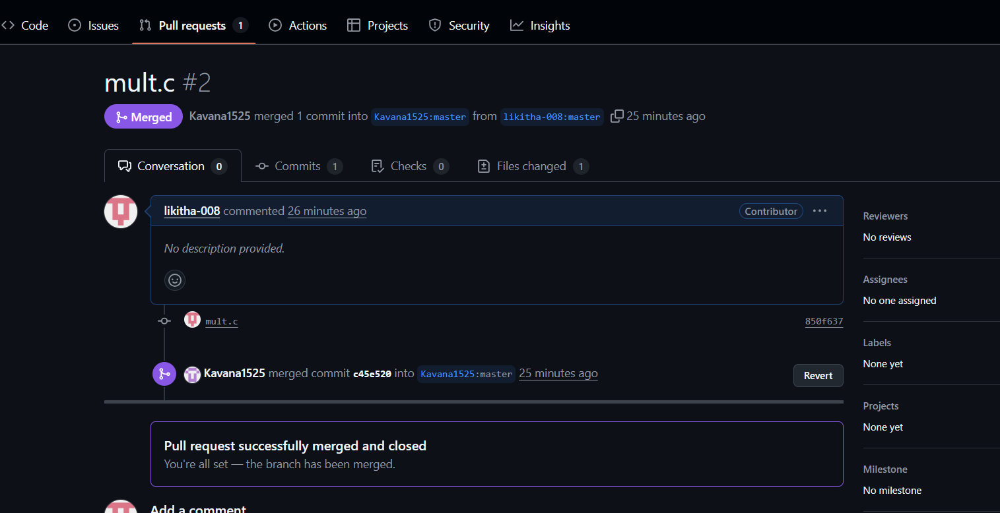 Code Issues Pull requests 1 Actions Projects Security Insights
mult.c #2
Merged Kavana1525 merged 1 commit into Kavana1525:master from likitha-008:master 25 minutes ago
Conversation 0 Commits 1 Checks 0 Files changed 1
likitha-008 commented 26 minutes ago Contributor
No description provided.
mult.c 850f637
Kavana1525 merged commit c45e520 into Kavana1525:master 25 minutes ago Revert
Pull request successfully merged and closed
You're all set — the branch has been merged.
Add a comment
Reviewers
No reviews
Assignees
No one assigned
Labels
None yet
Projects
None yet
Milestone
No milestone